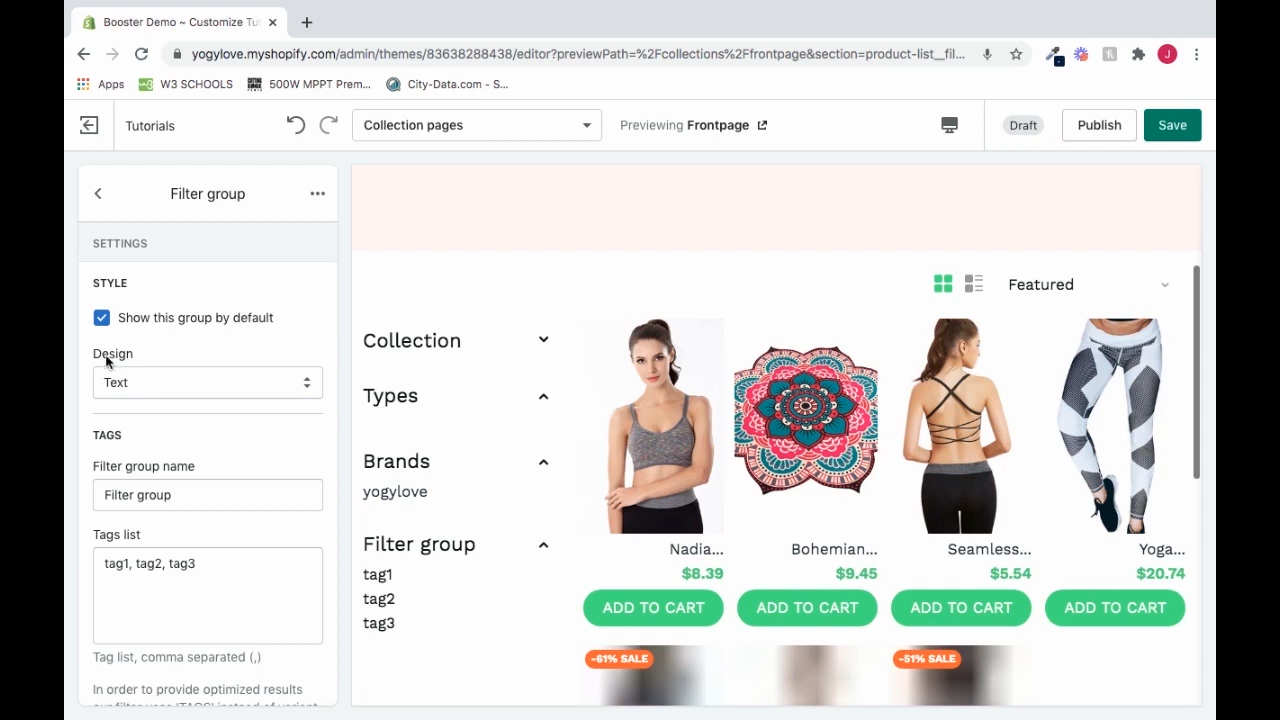 Booster Demo ~ Customize Tu
yogylove.myshopify.com/admin/themes/83638288438/editor?previewPath=%2Fcollections%2Ffrontpage&section=product-list__fil...
J
Apps
W3 SCHOOLS
500W MPPT Prem...
City-Data.com - S...
Tutorials
Collection pages
Previewing Frontpage
Draft
Publish
Save
Filter group
SETTINGS
STYLE
Show this group by default
Design
Text
TAGS
Filter group name
Filter group
Tags list
tag1, tag2, tag3
Tag list, comma separated (,)
In order to provide optimized results
Featured
Collection
Types
Brands
yogylove
Filter group
tag1
tag2
tag3
Nadia...
$8.39
ADD TO CART
Bohemian...
$9.45
ADD TO CART
Seamless...
$5.54
ADD TO CART
Yoga...
$20.74
ADD TO CART
-61% SALE
-51% SALE